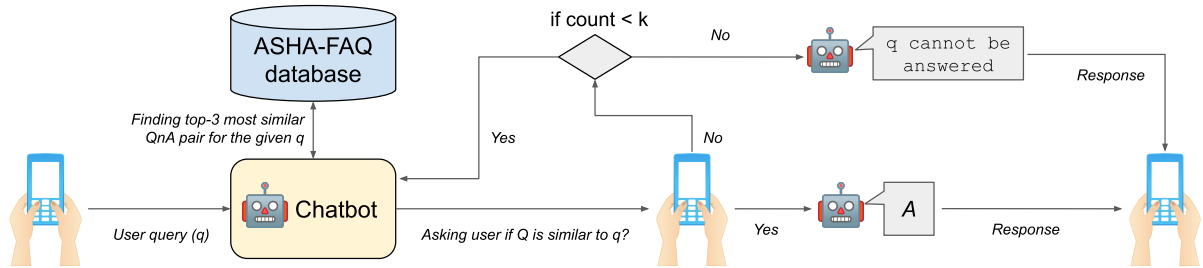 ASHA-FAQ
database
if count < k
No
q cannot be
answered
Response
Finding top-3 most similar
QnA pair for the given q
Yes
No
Chatbot
A
User query (q)
Asking user if Q is similar to q?
Yes
Response